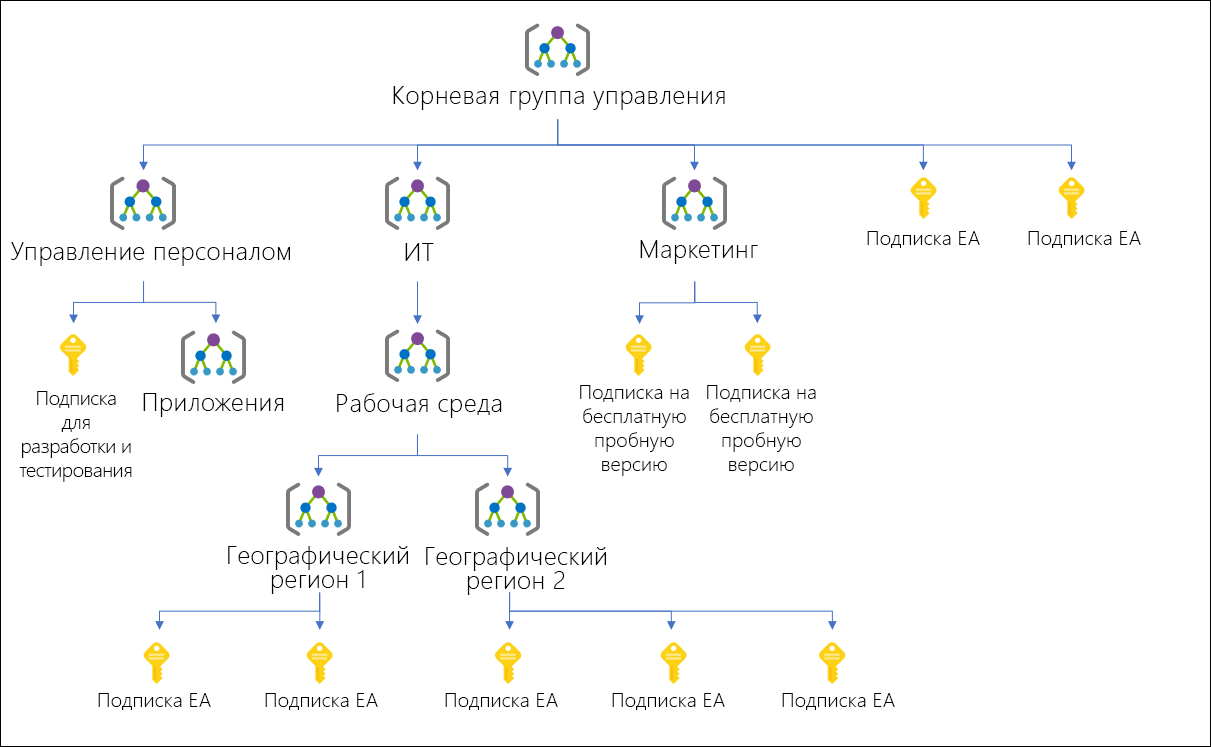 Корневая группа управления
Управление персоналом
ИТ
Маркетинг
Подписка EA
Подписка EA
Подписка
для
разработки и
тестирования
Приложения
Рабочая среда
Подписка на
бесплатную
пробную
версию
Подписка на
бесплатную
пробную
версию
Географический
регион 1
Географический
регион 2
Подписка EA
Подписка EA
Подписка EA
Подписка EA
Подписка EA